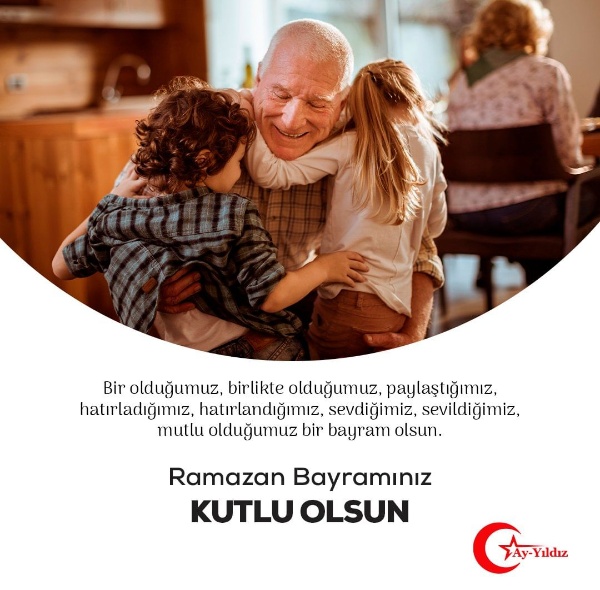 Bir olduğumuz, birlikte olduğumuz, paylaştığımız,
hatırladığımız, hatırlandığımız, sevdiğimiz, sevildiğimiz,
mutlu olduğumuz bir bayram olsun.
Ramazan Bayramınız
KUTLU OLSUN
Ay-Yıldız